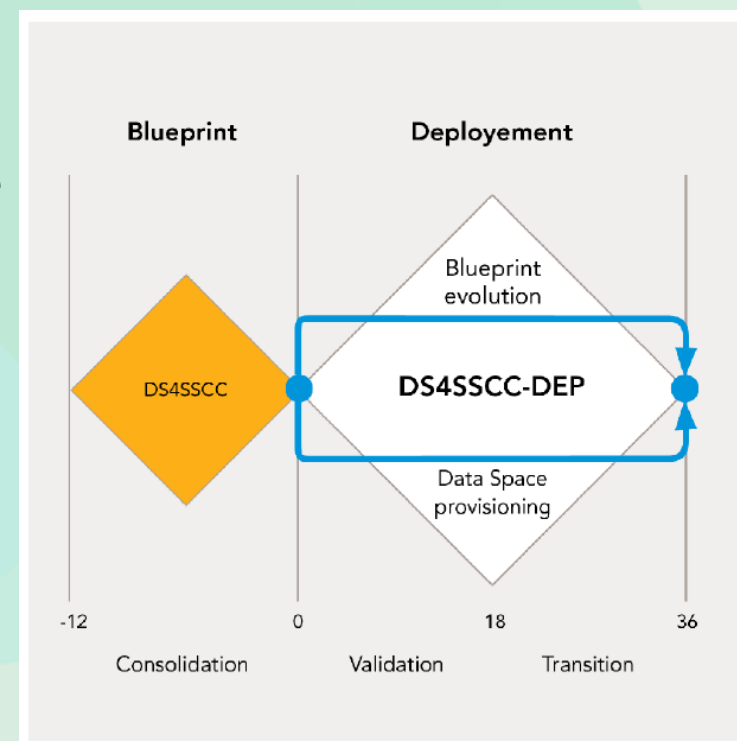 Blueprint
Deployement
Blueprint
evolution
DS4SSCC
DS4SSCC-DEP
Data Space
provisioning
-12
0
18
36
Consolidation
Validation
Transition